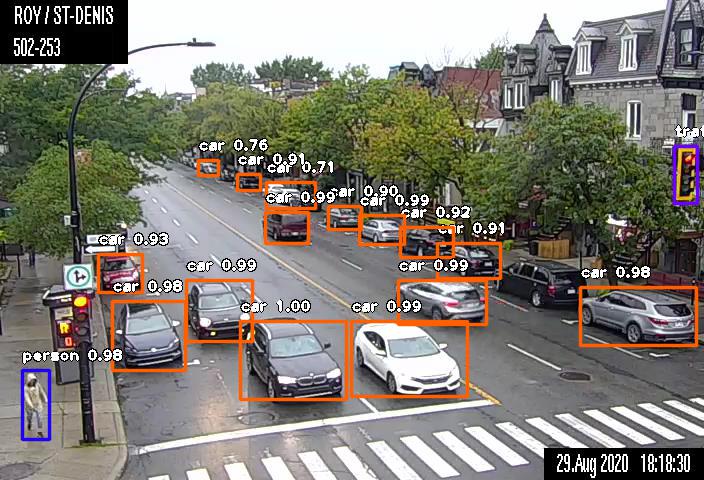 ROY / ST-DENIS
502-253
car 0.76
car 0.91
car 0.71
car 0.99
car 0.90
car 0.99
car 0.92
car 0.91
car 0.93
car 0.99
car 0.99
car 0.98
car 0.98
car 1.00
car 0.99
person 0.98
traf
29.Aug 2020 18:18:30